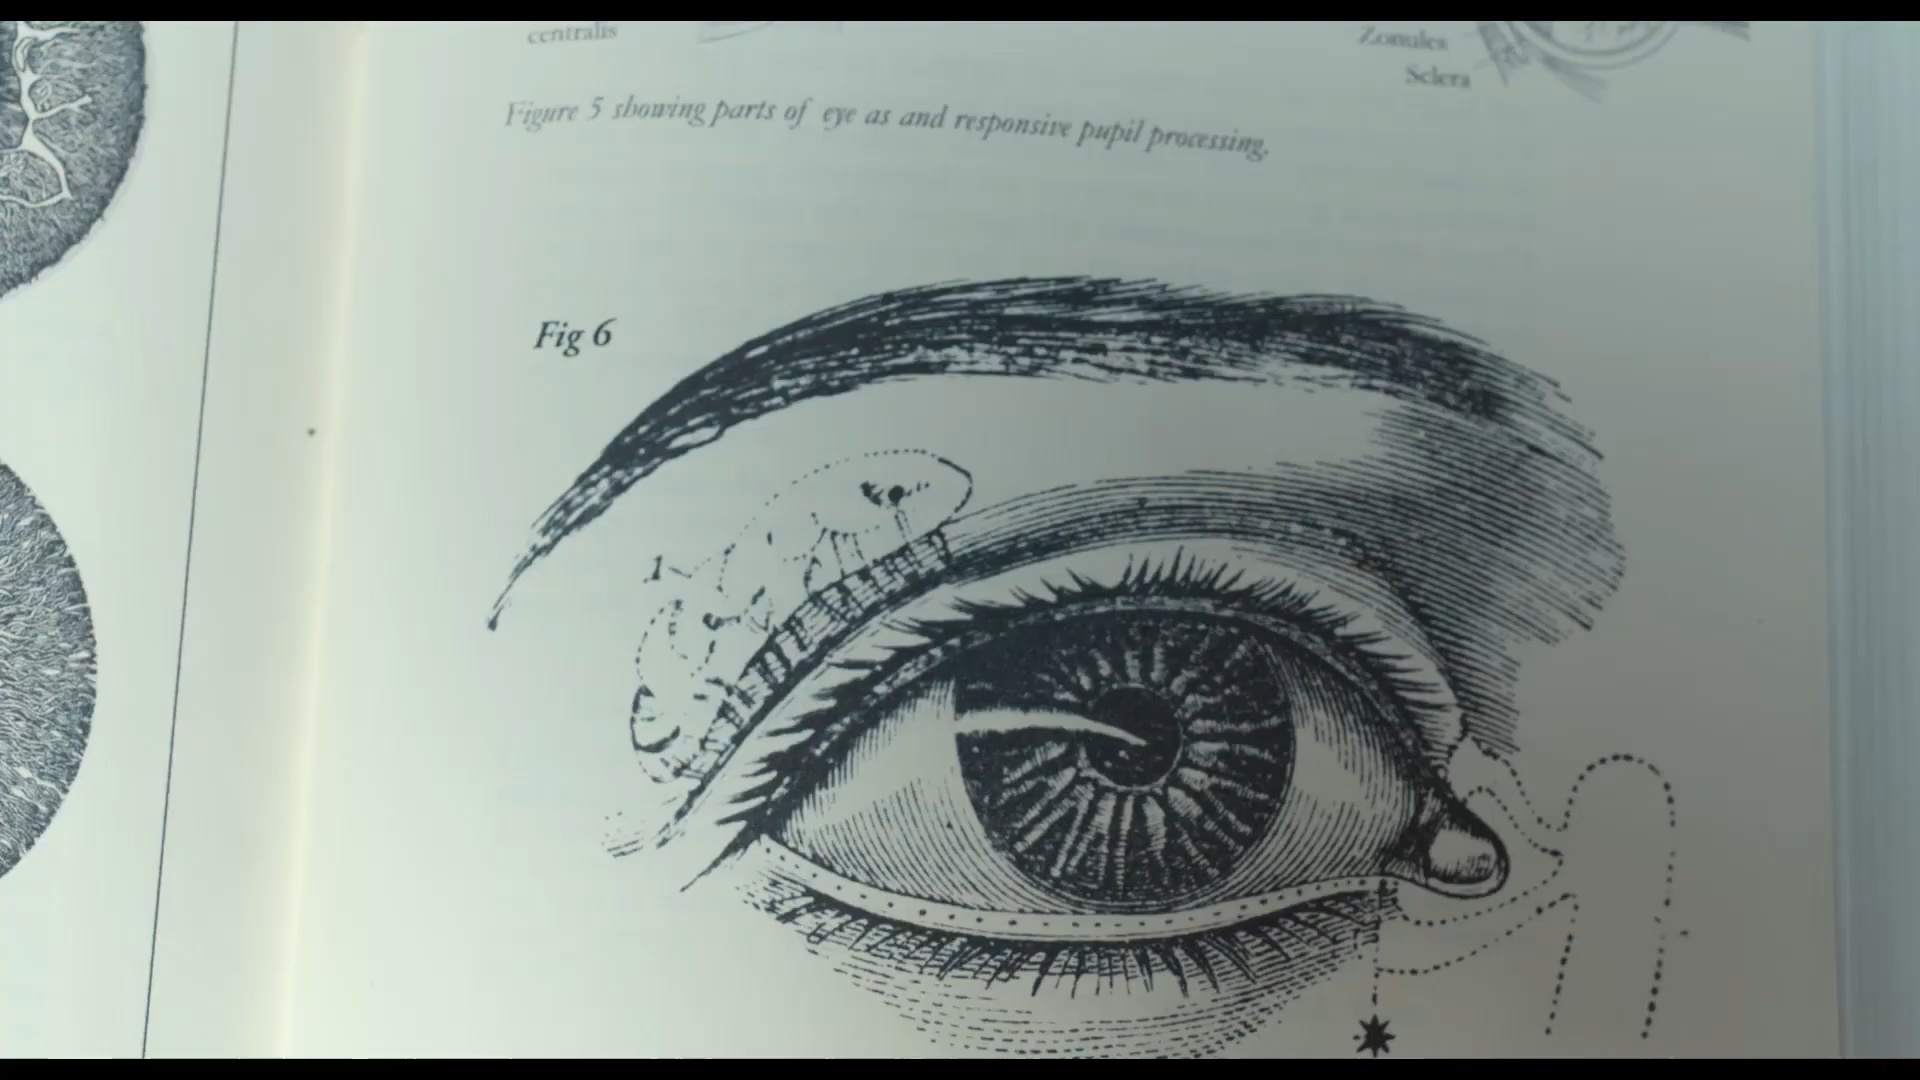 centralis
Zonules
Sclera
Figure 5 showing parts of eye as and responsive pupil processing.
Fig 6
1